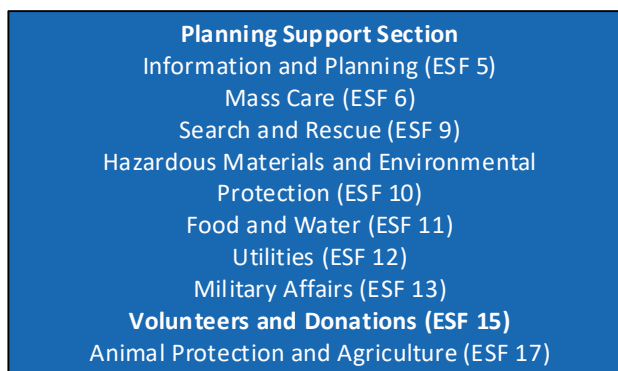 Planning Support Section
Information and Planning (ESF 5)
Mass Care (ESF 6)
Search and Rescue (ESF 9)
Hazardous Materials and Environmental
Protection (ESF 10)
Food and Water (ESF 11)
Utilities (ESF 12)
Military Affairs (ESF 13)
Volunteers and Donations (ESF 15)
Animal Protection and Agriculture (ESF 17)